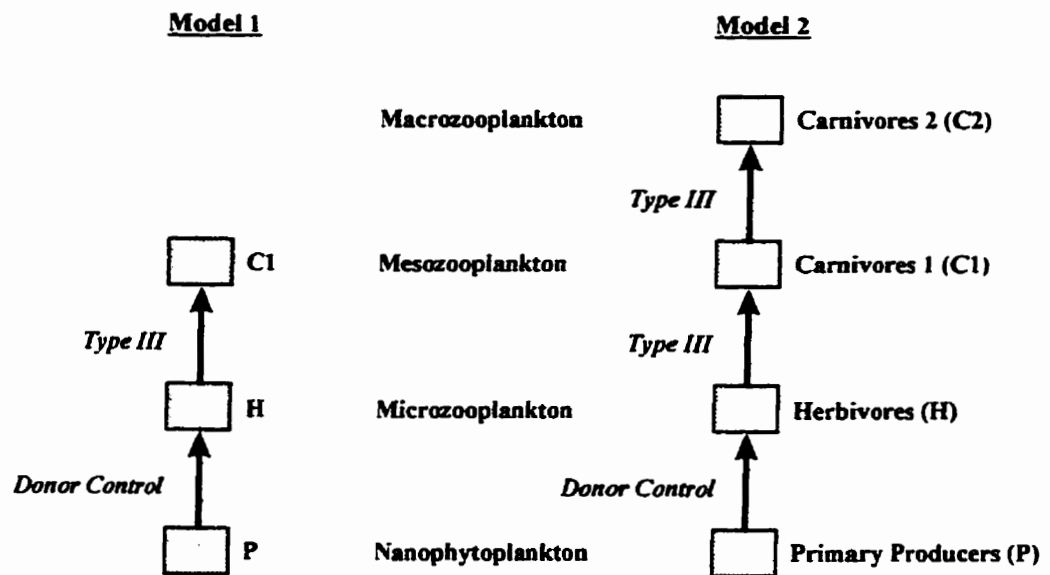 Model 1
Model 2
Macrozooplankton
Carnivores 2 (C2)
Type III
C1
Mesozooplankton
Carnivores 1 (C1)
Type III
Type III
H
Microzooplankton
Herbivores (H)
Donor Control
Donor Control
P
Nanophytoplankton
Primary Producers (P)